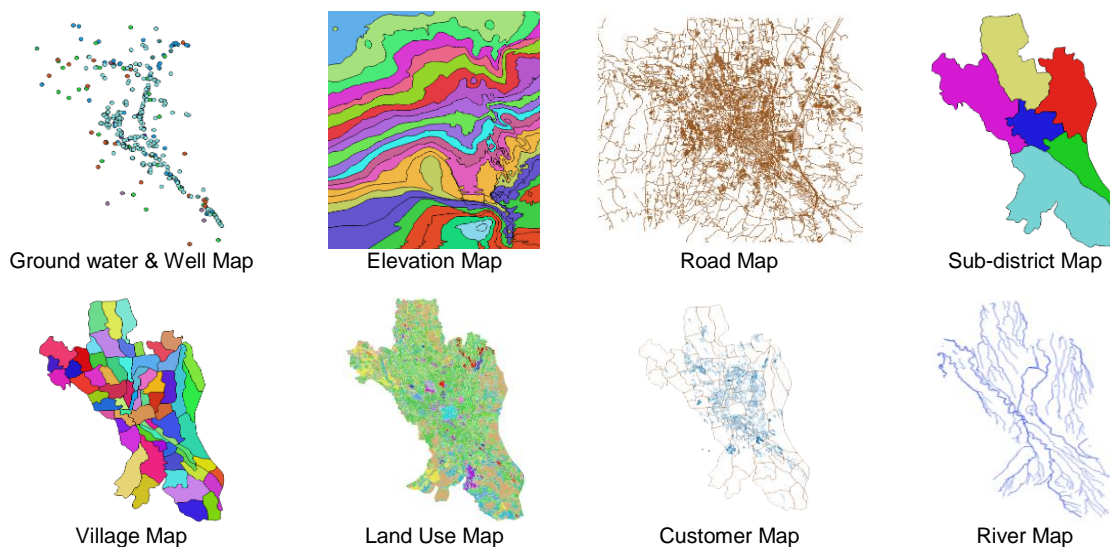 Ground water & Well Map
Elevation Map
Road Map
Sub-district Map
Village Map
Land Use Map
Customer Map
River Map